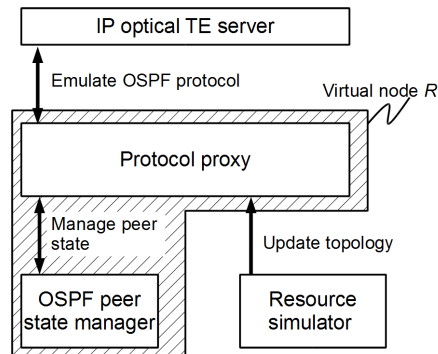 IP optical TE server
Emulate OSPF protocol
Virtual node R
Protocol proxy
Manage peer
state
Update topology
OSPF peer
state manager
Resource
simulator